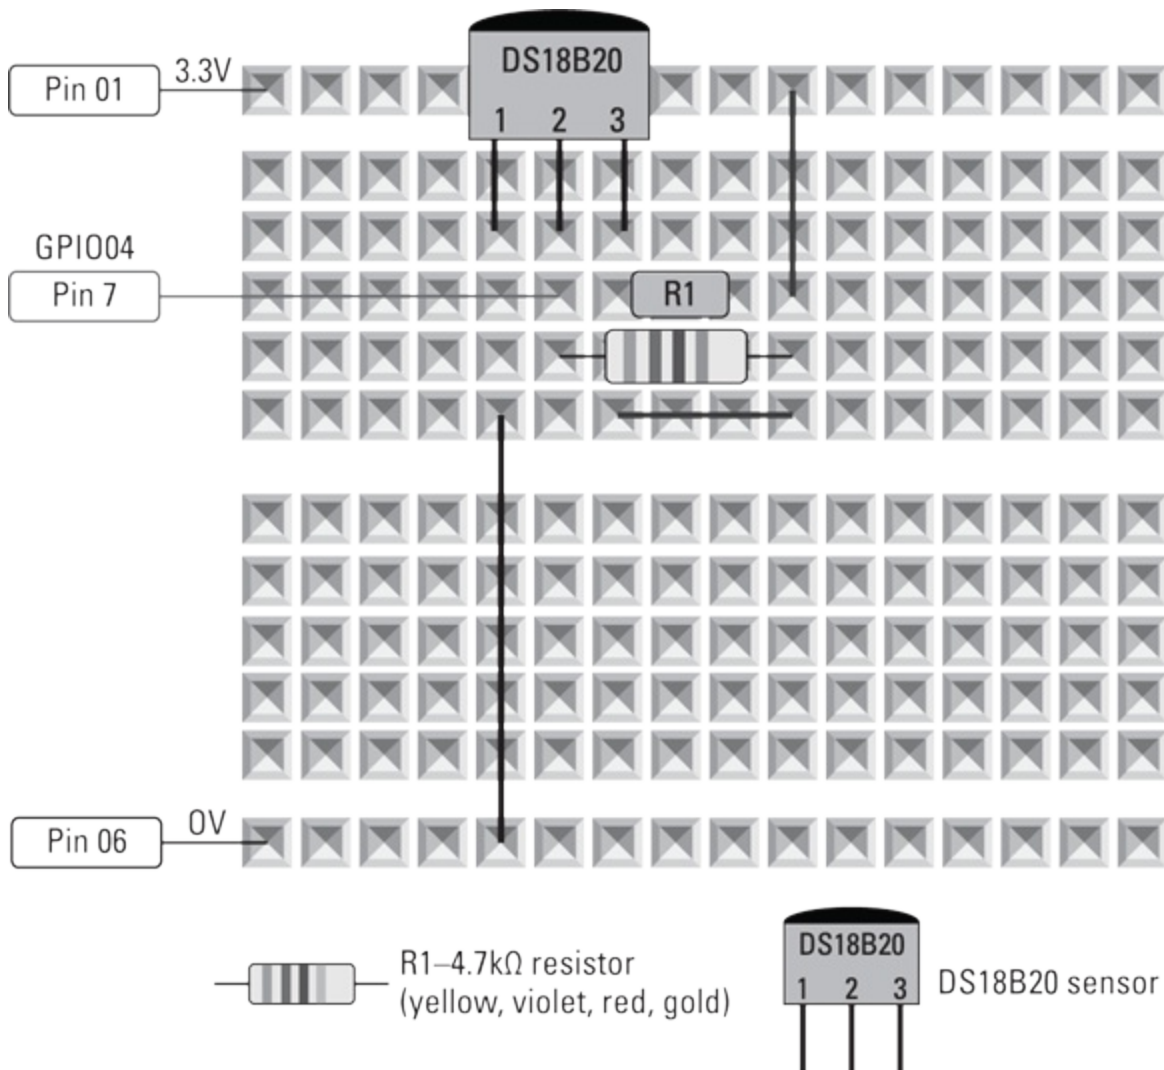 DS18B20
1 2 3
Pin 01
3.3V
GPIO04
Pin 7
R1
Pin 06
0V
R1–4.7kΩ resistor
(yellow, violet, red, gold)
DS18B20
1 2 3
DS18B20 sensor